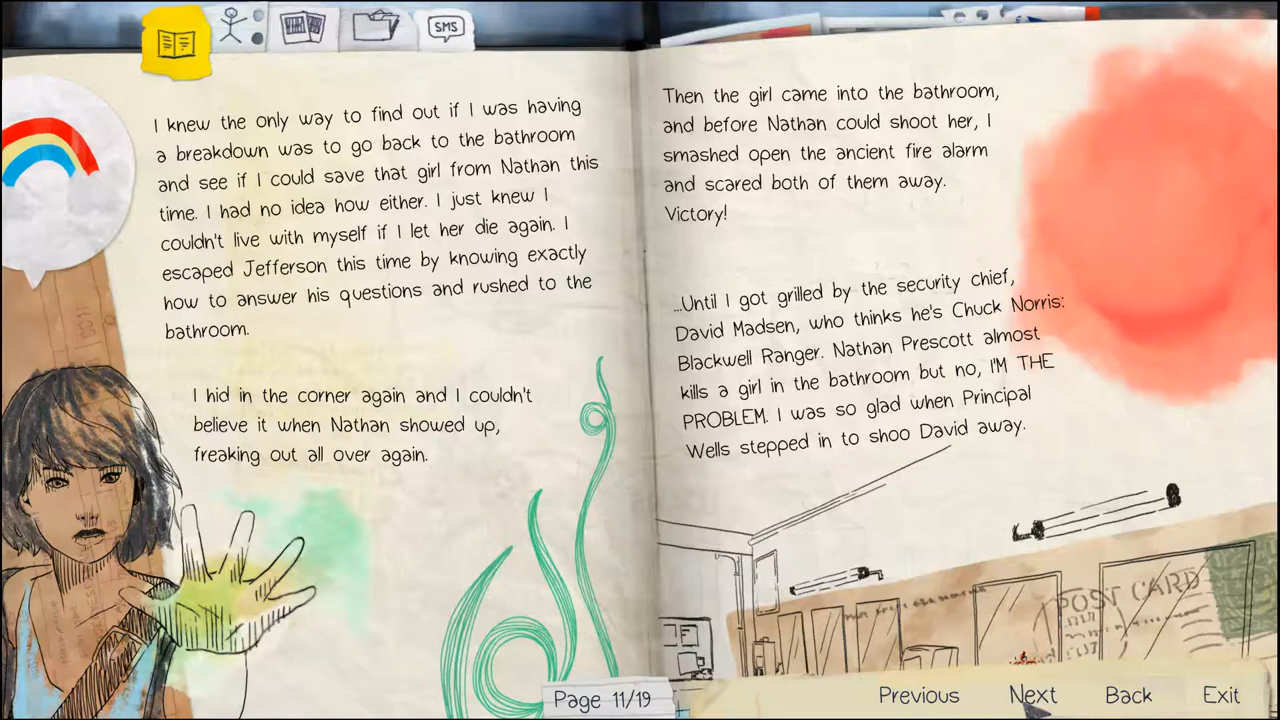 SMS
I knew the only way to find out if I was having
a breakdown was to go back to the bathroom
and see if I could save that girl from Nathan this
time. I had no idea how either. I just knew I
couldn't live with myself if I let her die again. I
escaped Jefferson this time by knowing exactly
how to answer his questions and rushed to the
bathroom.
I hid in the corner again and I couldn't
believe it when Nathan showed up,
freaking out all over again.
Then the girl came into the bathroom,
and before Nathan could shoot her, I
smashed open the ancient fire alarm
and scared both of them away.
Victory!
...Until I got grilled by the security chief,
David Madsen, who thinks he's Chuck Norris:
Blackwell Ranger. Nathan Prescott almost
kills a girl in the bathroom but no, I'M THE
PROBLEM. I was so glad when Principal
Wells stepped in to shoo David away.
POST CARD
Page 11/19
Previous Next Back Exit